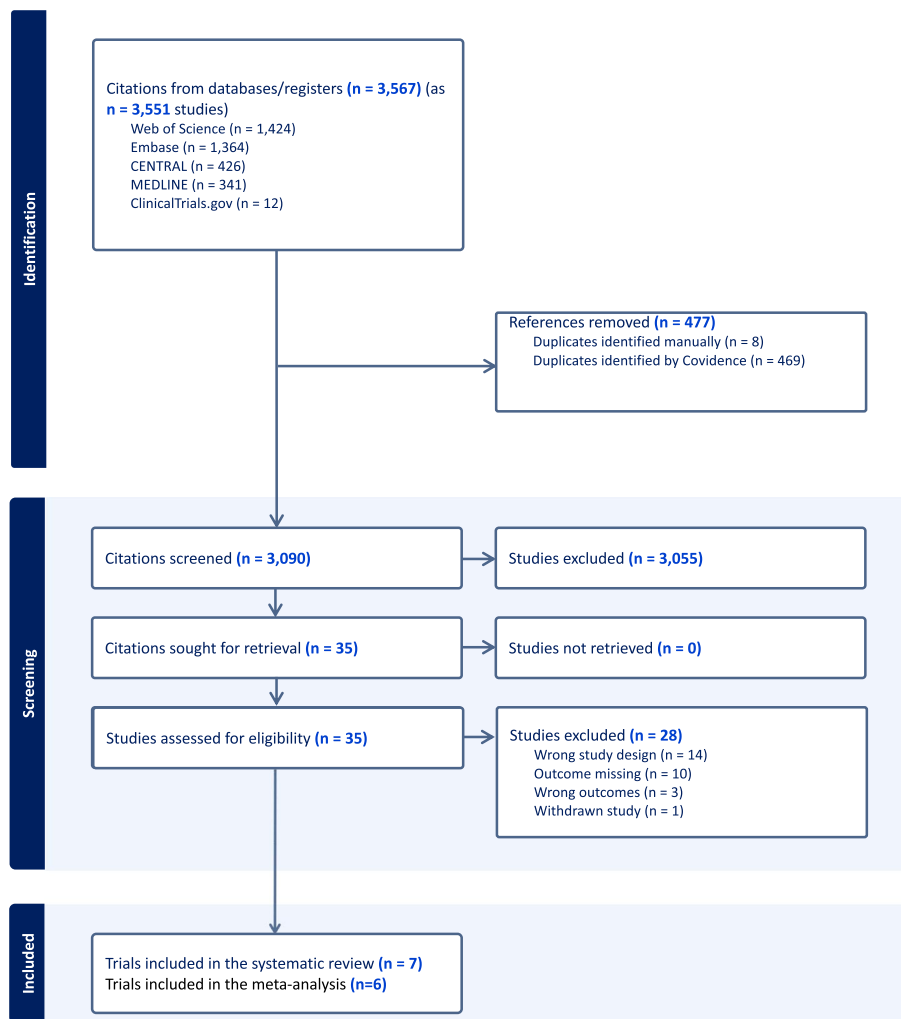 Identification
Citations from databases/registers (n = 3,567) (as
n = 3,551 studies)
Web of Science (n = 1,424)
Embase (n = 1,364)
CENTRAL (n = 426)
MEDLINE (n = 341)
ClinicalTrials.gov (n = 12)
References removed (n = 477)
Duplicates identified manually (n = 8)
Duplicates identified by Covidence (n = 469)
Screening
Citations screened (n = 3,090)
Studies excluded (n = 3,055)
Citations sought for retrieval (n = 35)
Studies not retrieved (n = 0)
Studies assessed for eligibility (n = 35)
Studies excluded (n = 28)
Wrong study design (n = 14)
Outcome missing (n = 10)
Wrong outcomes (n = 3)
Withdrawn study (n = 1)
Included
Trials included in the systematic review (n = 7)
Trials included in the meta-analysis (n=6)